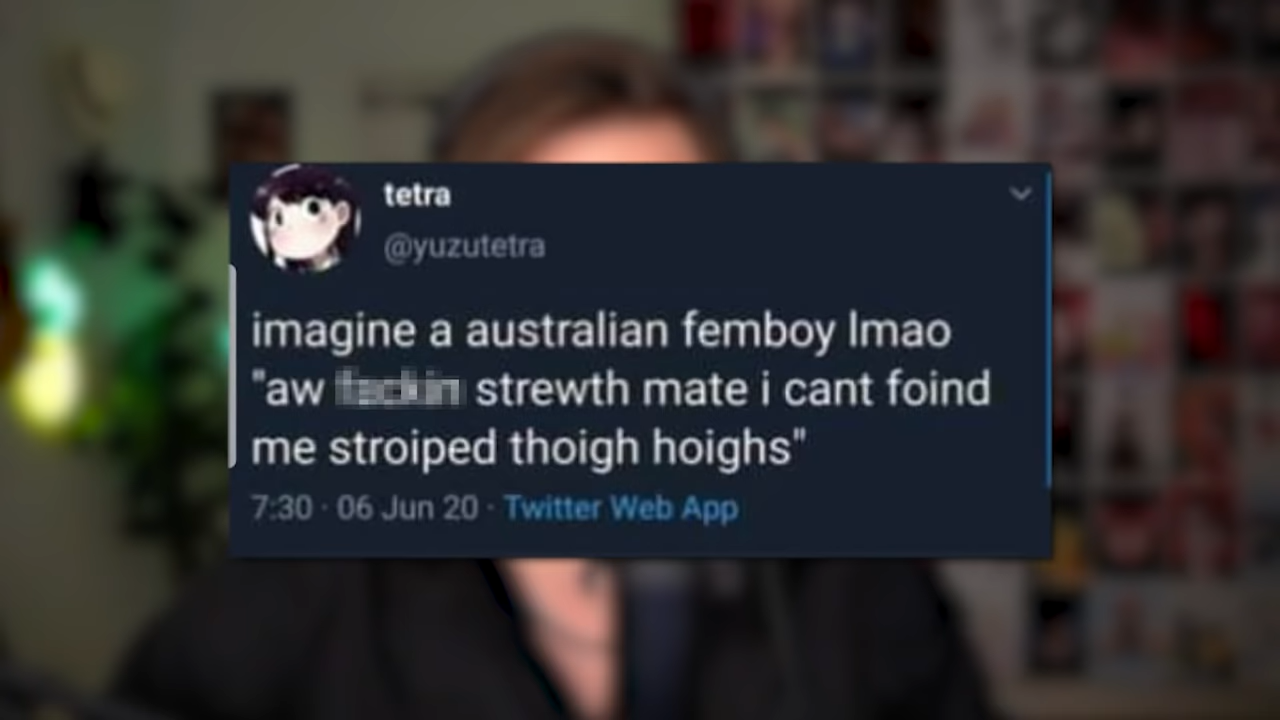 tetra
@yuzutetra
imagine a australian femboy lmao
"aw strewth mate i cant foind
me stroiped thoigh hoighs"
7:30 · 06 Jun 20 · Twitter Web App